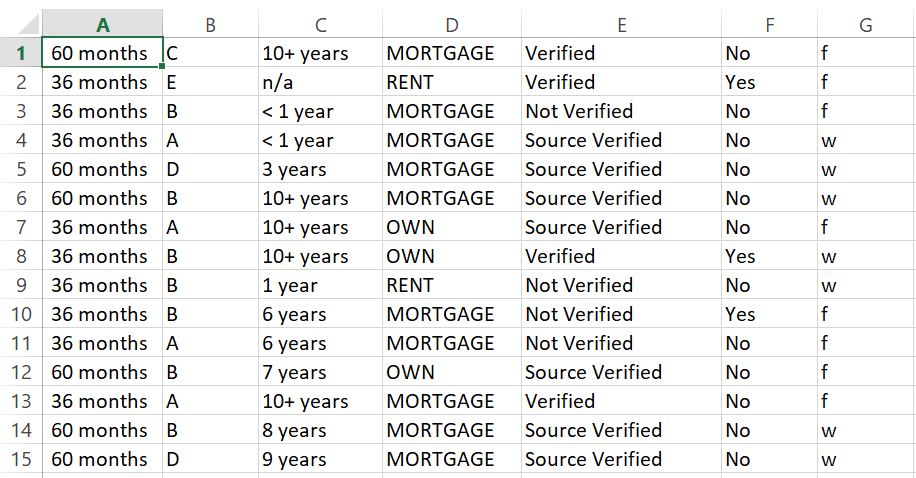 A B C D E F G
1 60 months C 10+ years MORTGAGE Verified No f
2 36 months E n/a RENT Verified Yes f
3 36 months B < 1 year MORTGAGE Not Verified No f
4 36 months A < 1 year MORTGAGE Source Verified No w
5 60 months D 3 years MORTGAGE Source Verified No w
6 60 months B 10+ years MORTGAGE Source Verified No w
7 36 months A 10+ years OWN Source Verified No f
8 36 months B 10+ years OWN Verified Yes w
9 36 months B 1 year RENT Not Verified No w
10 36 months B 6 years MORTGAGE Not Verified Yes f
11 36 months A 6 years MORTGAGE Not Verified No f
12 60 months B 7 years OWN Source Verified No f
13 36 months A 10+ years MORTGAGE Verified No f
14 60 months B 8 years MORTGAGE Source Verified No w
15 60 months D 9 years MORTGAGE Source Verified No w